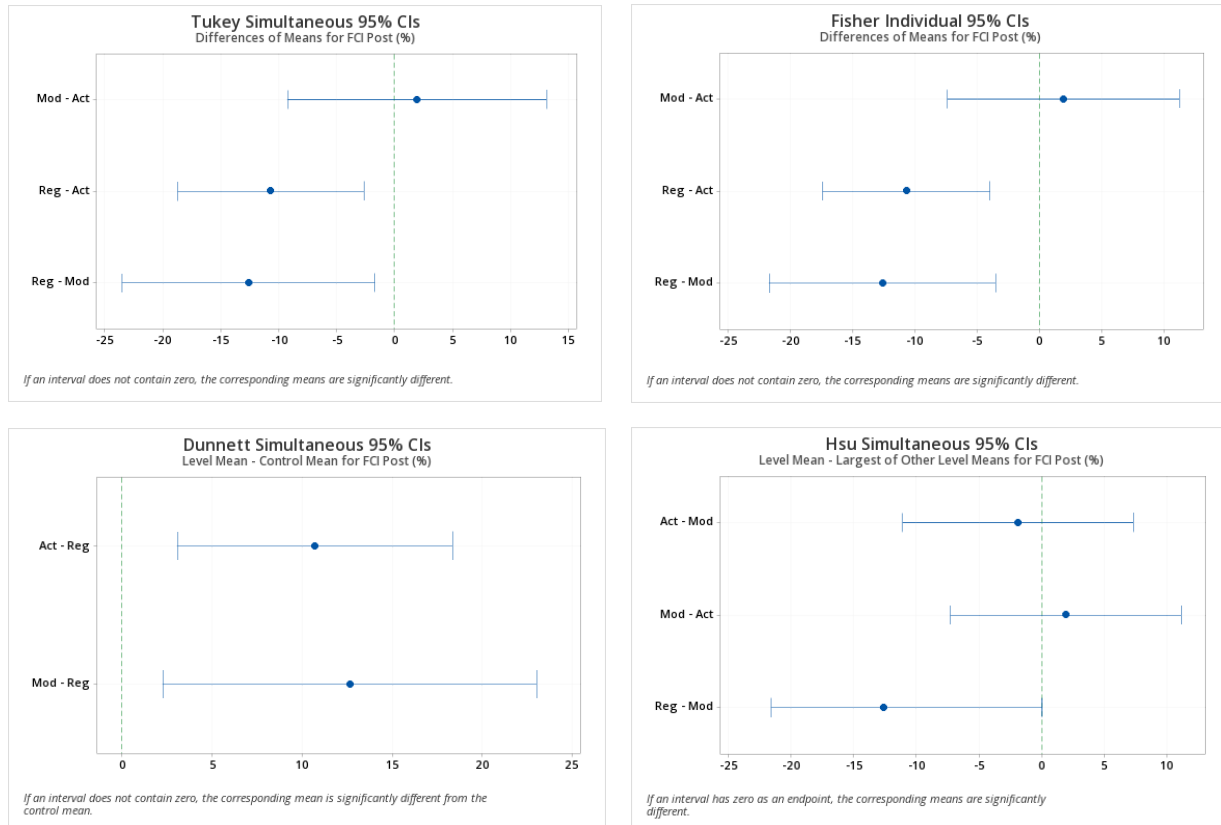 Tukey Simultaneous 95% CIs
Differences of Means for FCI Post (%)
Mod - Act
Reg - Act
Reg - Mod
-25 -20 -15 -10 -5 0 5 10 15
If an interval does not contain zero, the corresponding means are significantly different.
Fisher Individual 95% CIs
Differences of Means for FCI Post (%)
Mod - Act
Reg - Act
Reg - Mod
-25 -20 -15 -10 -5 0 5 10
If an interval does not contain zero, the corresponding means are significantly different.
Dunnett Simultaneous 95% CIs
Level Mean - Control Mean for FCI Post (%)
Act - Reg
Mod - Reg
0 5 10 15 20 25
If an interval does not contain zero, the corresponding mean is significantly different from the
control mean.
Hsu Simultaneous 95% CIs
Level Mean - Largest of Other Level Means for FCI Post (%)
Act - Mod
Mod - Act
Reg - Mod
-25 -20 -15 -10 -5 0 5 10
If an interval has zero as an endpoint, the corresponding means are significantly
different.